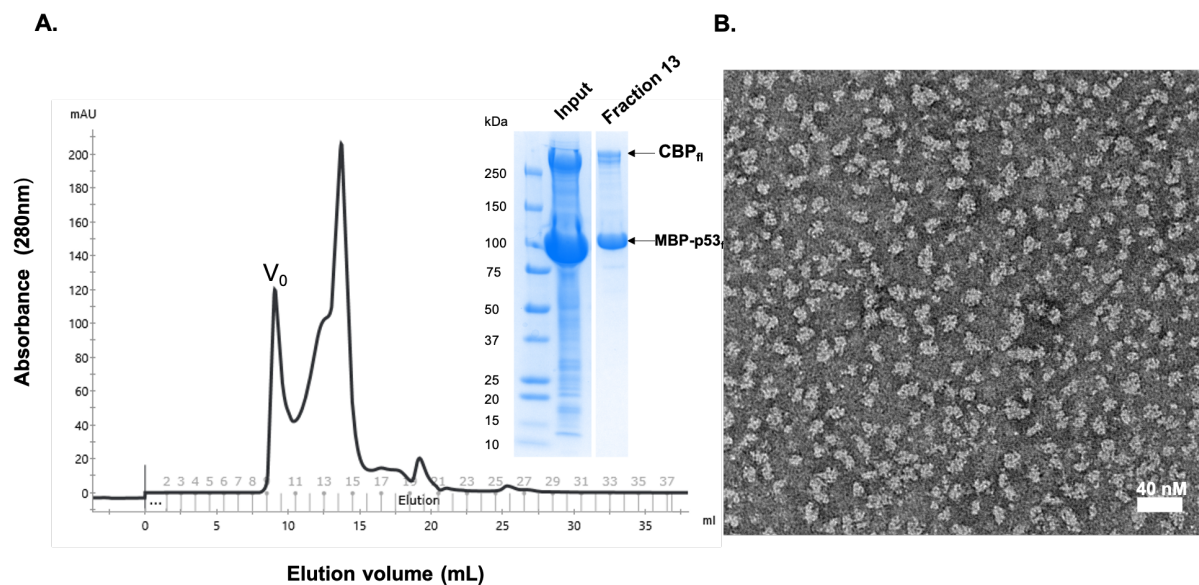 A.
B.
mAU
Absorbance (280nm)
200
180
160
140
120
100
80
60
40
20
0
V0
kDa
Input
Fraction 13
250
150
100
75
50
37
25
20
15
10
CBPfl
MBP-p53f
2 3 4 5 6 7 8 9 11 13 15 17 19 21 23 25 27 29 31 33 35 37
...
Elution
0 5 10 15 20 25 30 35
ml
Elution volume (mL)
40 nM